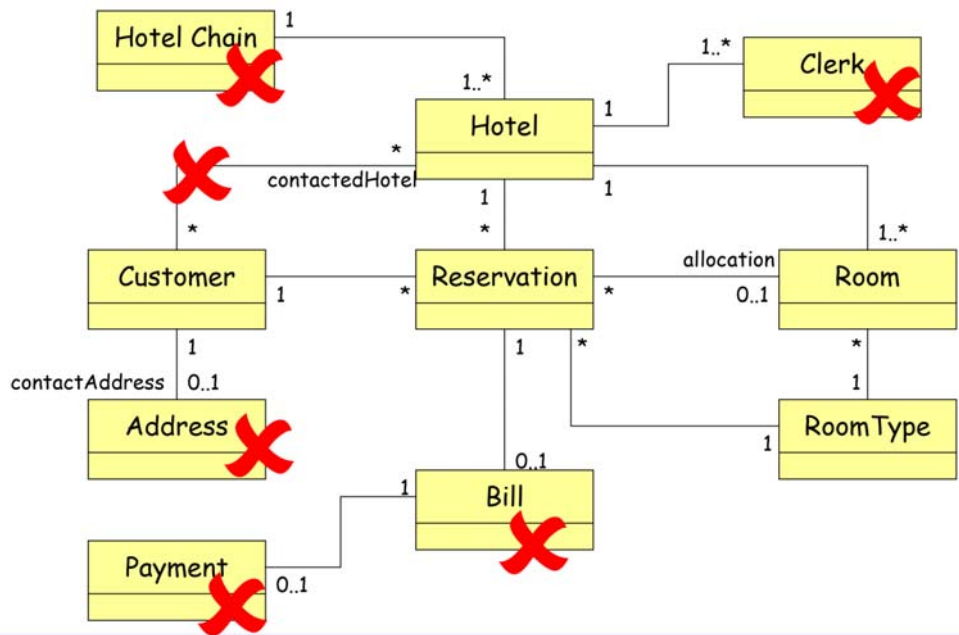 Hotel Chain
1
1..*
Clerk
1..*
Hotel
1
*
contactedHotel
1
1
*
*
1..*
Customer
1
*
Reservation
*
allocation
0..1
Room
1
contactAddress
0..1
1
*
*
1
Address
RoomType
1
0..1
1
Bill
Payment
0..1